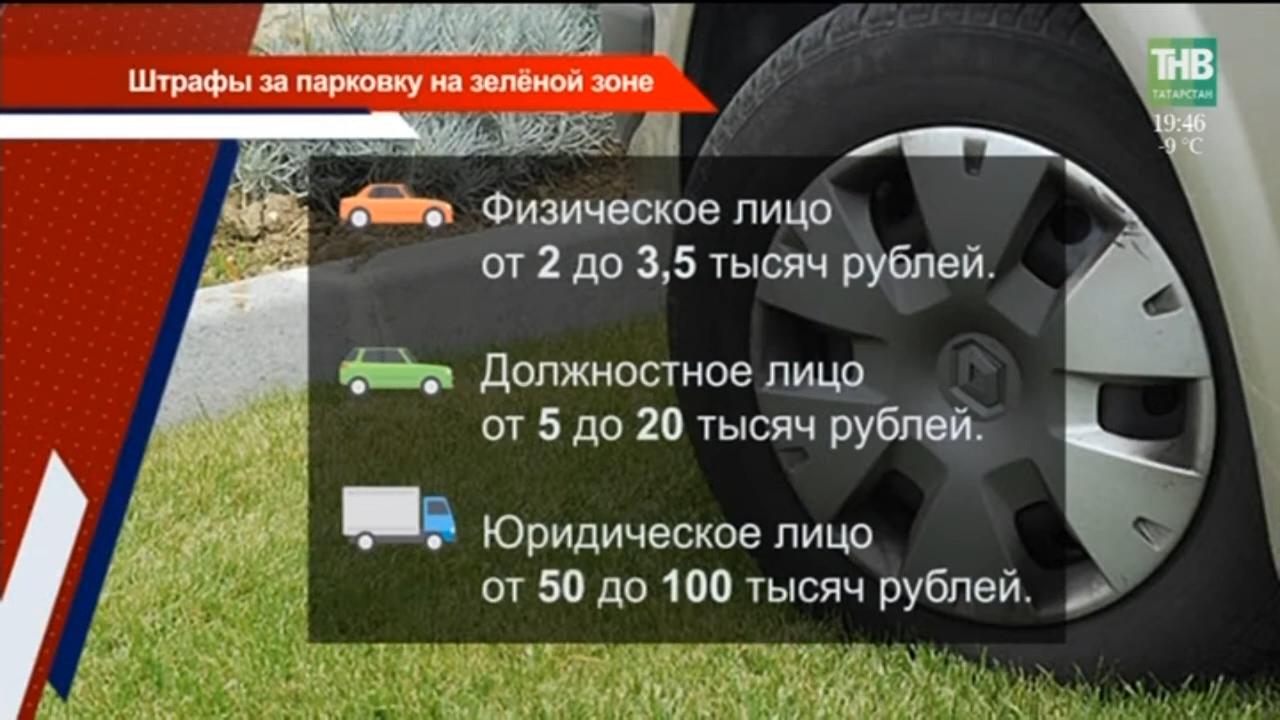 Штрафы за парковку на зелёной зоне
ТНВ
ТАТАРСТАН
19:46
-9 °C
Физическое лицо
от 2 до 3,5 тысяч рублей.
Должностное лицо
от 5 до 20 тысяч рублей.
Юридическое лицо
от 50 до 100 тысяч рублей.